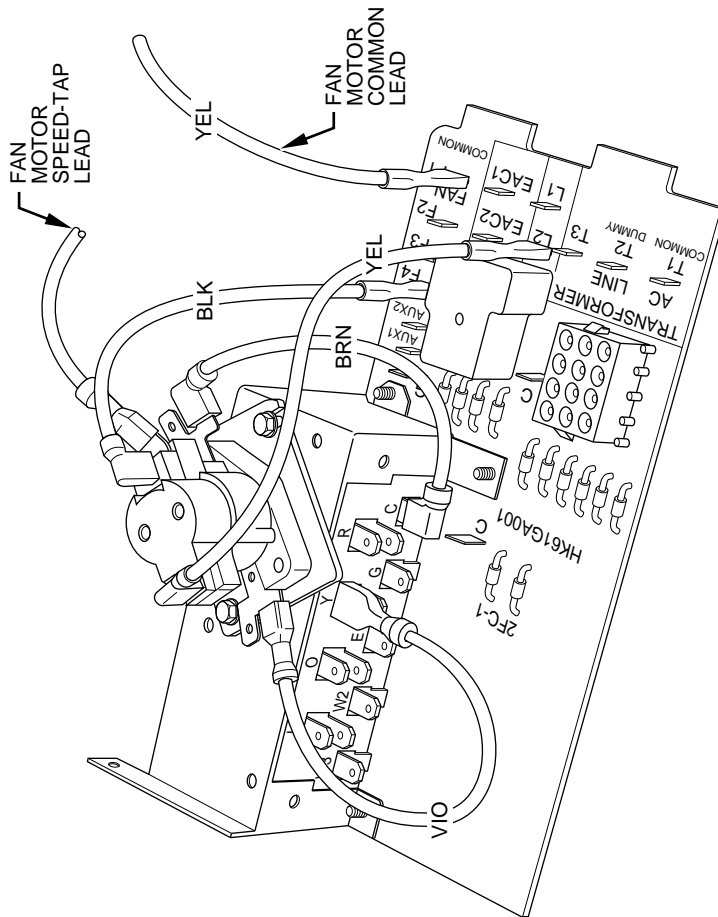 FAN
MOTOR
SPEED-TAP
LEAD
FAN
MOTOR
COMMON
LEAD
YEL
BLK
YEL
BRN
VIO
COMMON
FAN
F2
F3
F4
AUX2
AUX1
EAC1
EAC2
L1
L2
T3
T2
T1
COMMON DUMMY
LINE
AC
TRANSFORMER
C
C
C
R
G
Y
E
O
W2
HK61GA001
2FC-1